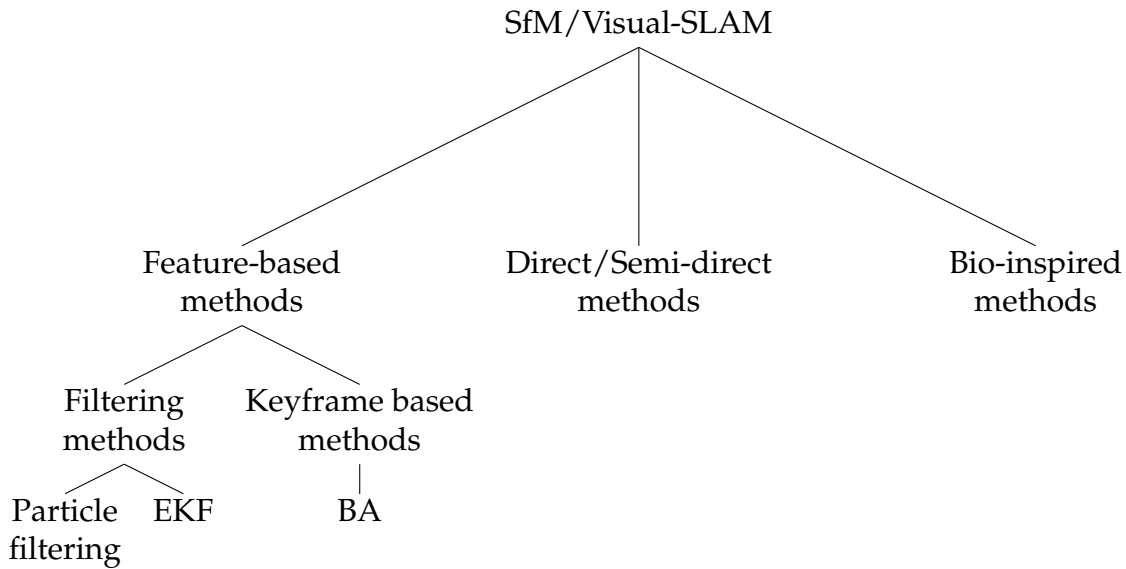 SfM/Visual-SLAM
Feature-based
methods
Direct/Semi-direct
methods
Bio-inspired
methods
Filtering
methods
Keyframe based
methods
Particle
filtering
EKF
BA